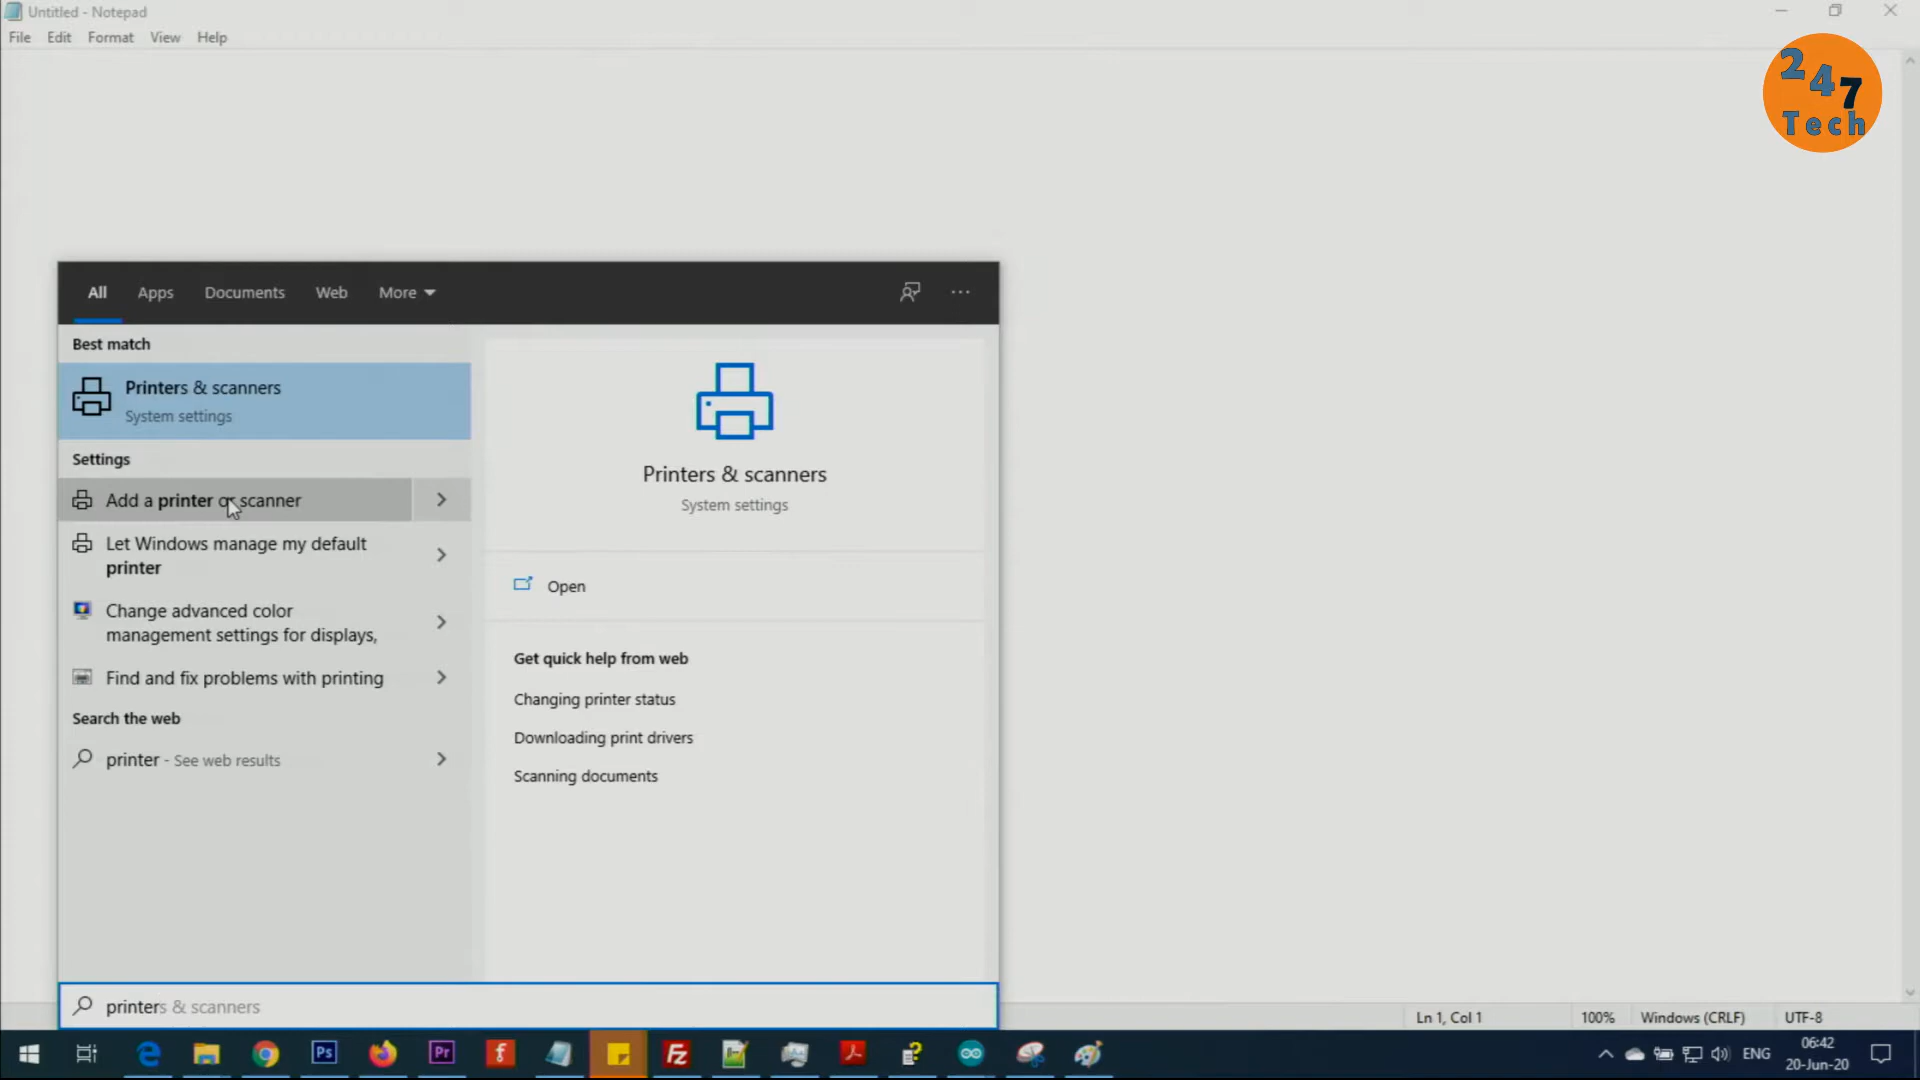 Untitled - Notepad
File Edit Format View Help
247
Tech
All Apps Documents Web More
Best match
Printers & scanners
System settings
Settings
Add a printer or scanner
Let Windows manage my default
printer
Change advanced color
management settings for displays,
Find and fix problems with printing
Search the web
printer - See web results
Printers & scanners
System settings
Open
Get quick help from web
Changing printer status
Downloading print drivers
Scanning documents
printers & scanners
Ln 1, Col 1 100% Windows (CRLF) UTF-8
Ps Pr f FZ
ENG
06:42
20-Jun-20